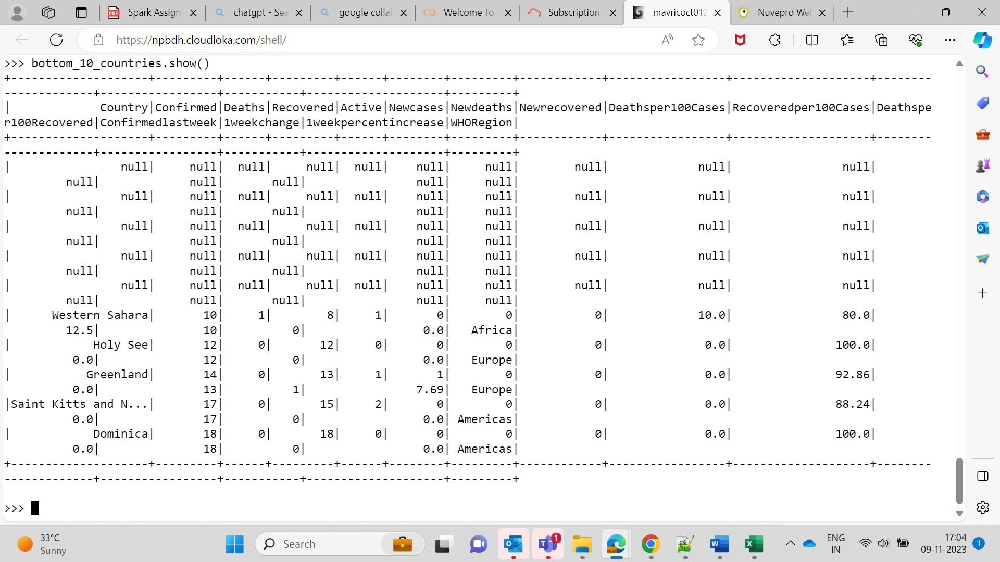 Spark Assignı
chatgpt - Sea
google collab
Welcome To
Subscription
mavricoct012
Nuvepro Wel
https://npbdh.cloudloka.com/shell/
>>> bottom_10_countries.show()
+--------------------+---------+------+---------+------+--------+---------+------------+-----------------+--------------------+--------
-------------+-----------------+-----------+--------------------+---------+
|             Country|Confirmed|Deaths|Recovered|Active|Newcases|Newdeaths|Newrecovered|Deathsper100Cases|Recoveredper100Cases|Deathspe
r100Recovered|Confirmedlastweek|1weekchange|1weekpercentincrease|WHORegion|
+--------------------+---------+------+---------+------+--------+---------+------------+-----------------+--------------------+--------
-------------+-----------------+-----------+--------------------+---------+
|                null|     null|  null|     null|  null|    null|     null|        null|             null|                null|
         null|             null|       null|                null|     null|
|                null|     null|  null|     null|  null|    null|     null|        null|             null|                null|
         null|             null|       null|                null|     null|
|                null|     null|  null|     null|  null|    null|     null|        null|             null|                null|
         null|             null|       null|                null|     null|
|                null|     null|  null|     null|  null|    null|     null|        null|             null|                null|
         null|             null|       null|                null|     null|
|                null|     null|  null|     null|  null|    null|     null|        null|             null|                null|
         null|             null|       null|                null|     null|
|      Western Sahara|       10|     1|        8|     1|       0|        0|           0|             10.0|                80.0|
         12.5|               10|          0|                 0.0|   Africa|
|            Holy See|       12|     0|       12|     0|       0|        0|           0|              0.0|               100.0|
          0.0|               12|          0|                 0.0|   Europe|
|           Greenland|       14|     0|       13|     1|       1|        0|           0|              0.0|               92.86|
          0.0|               13|          1|                7.69|   Europe|
|Saint Kitts and N...|       17|     0|       15|     2|       0|        0|           0|              0.0|               88.24|
          0.0|               17|          0|                 0.0| Americas|
|            Dominica|       18|     0|       18|     0|       0|        0|           0|              0.0|               100.0|
          0.0|               18|          0|                 0.0| Americas|
+--------------------+---------+------+---------+------+--------+---------+------------+-----------------+--------------------+--------
-------------+-----------------+-----------+--------------------+---------+
>>>
33°C
Sunny
Search
1
ENG
IN
17:04
09-11-2023
1